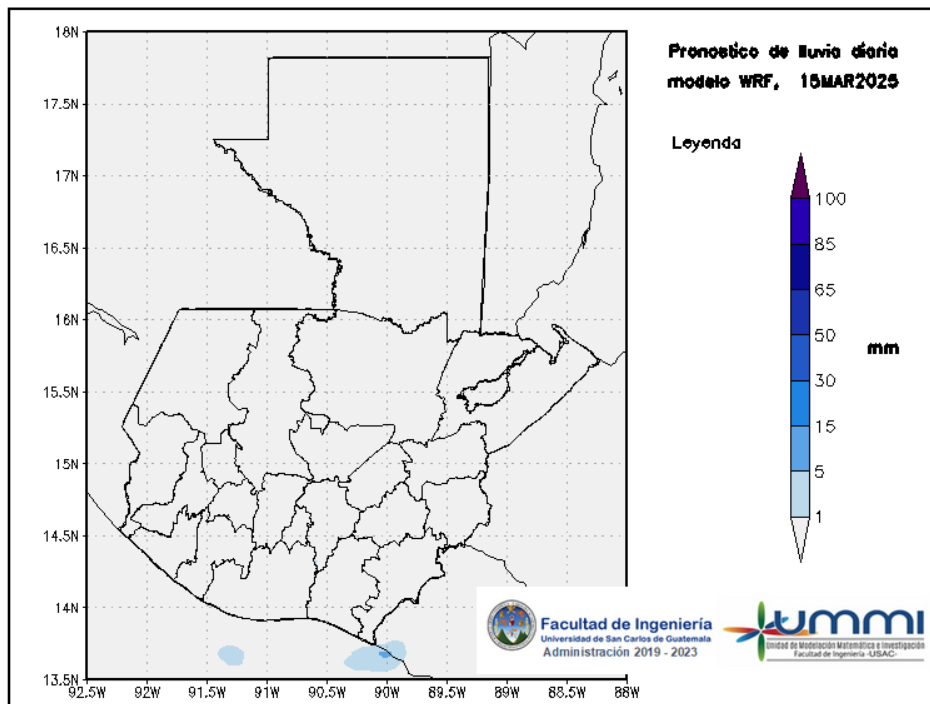 Pronostico de lluvia diaria
modelo WRF, 15MAR2025
Leyenda
100
85
65
50
30
15
5
1
mm
18N
17.5N
17N
16.5N
16N
15.5N
15N
14.5N
14N
13.5N
92.5W 92W 91.5W 91W 90.5W 90W 89.5W 89W 88.5W 88W
Facultad de Ingeniería
Universidad de San Carlos de Guatemala
Administración 2019 - 2023
ummi
Unidad de Modelación Matemática e Investigación
Facultad de Ingeniería -USAC-